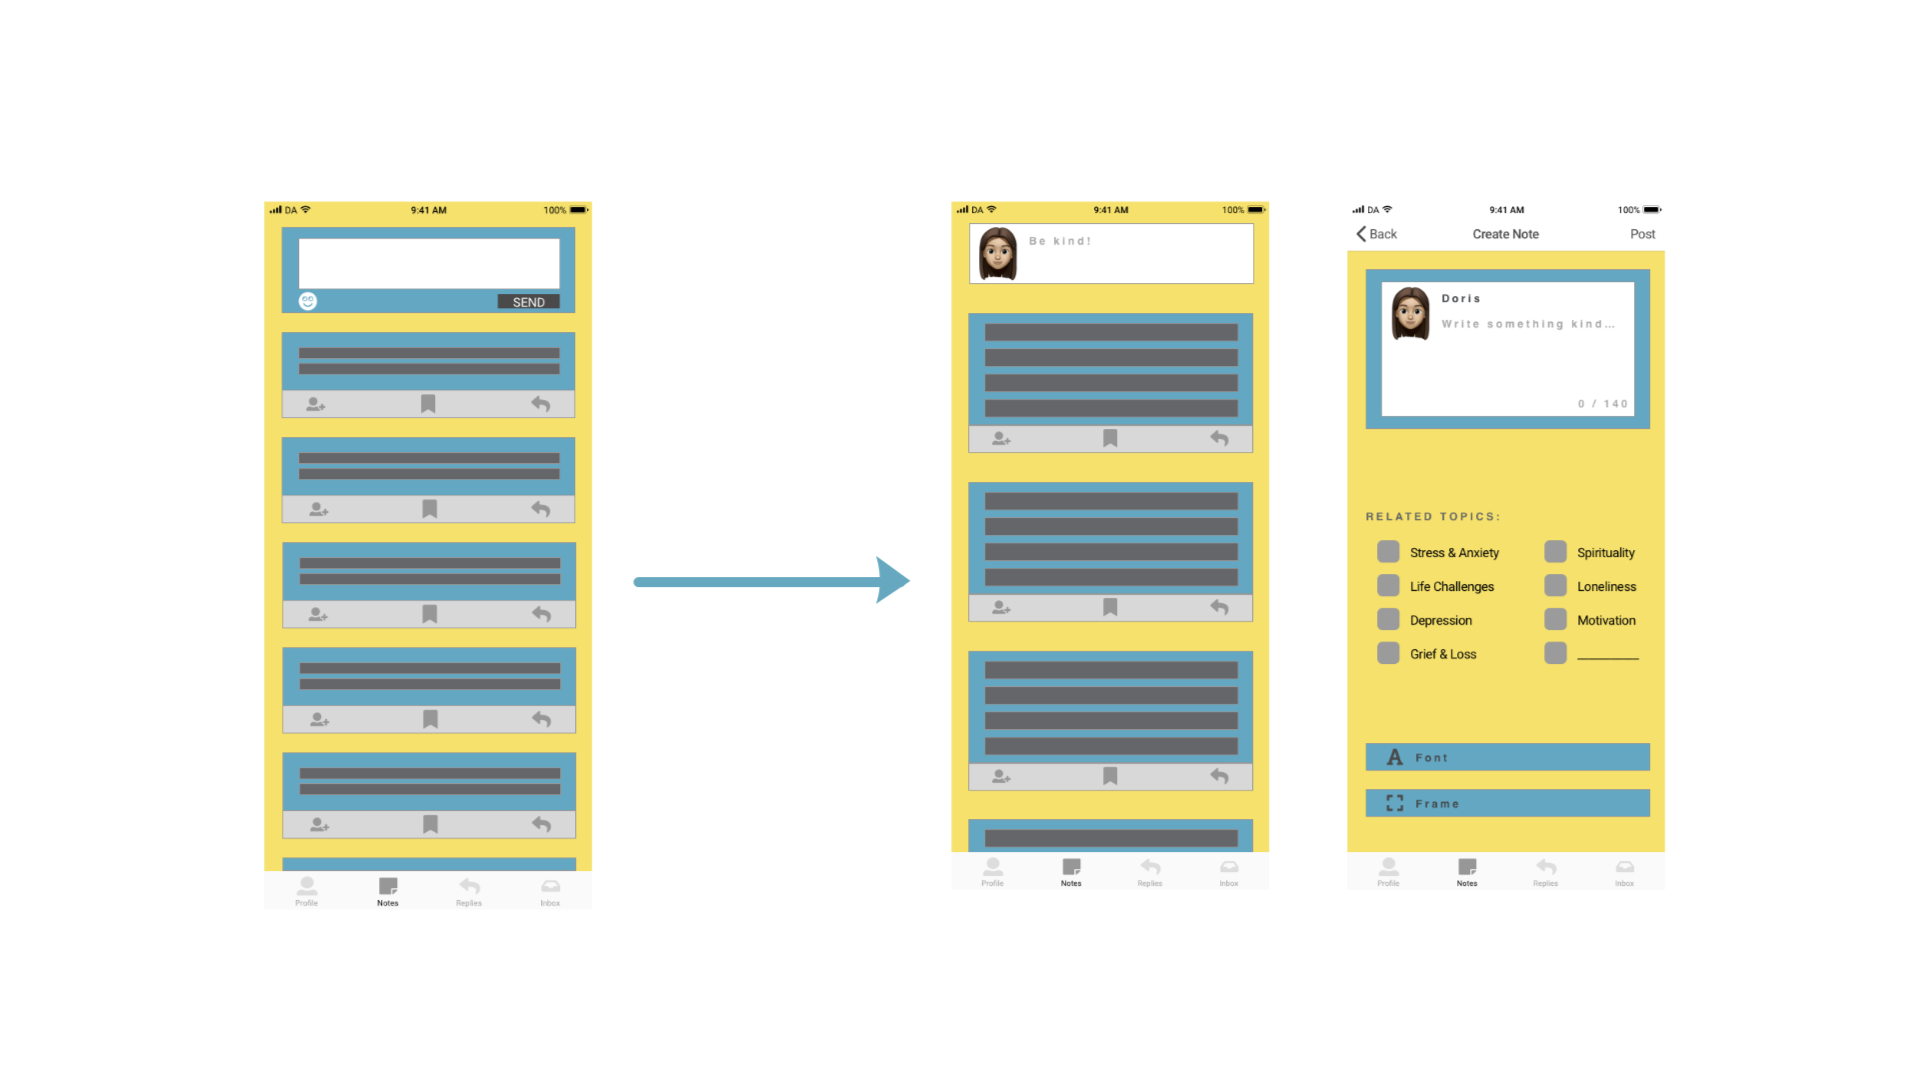 DA 9:41 AM 100%
SEND
Profile Notes Replies Inbox
DA 9:41 AM 100%
Be kind!
Profile Notes Replies Inbox
DA 9:41 AM 100%
Back Create Note Post
Doris
Write something kind...
0 / 140
RELATED TOPICS:
Stress & Anxiety Spirituality
Life Challenges Loneliness
Depression Motivation
Grief & Loss
A Font
Frame
Profile Notes Replies Inbox